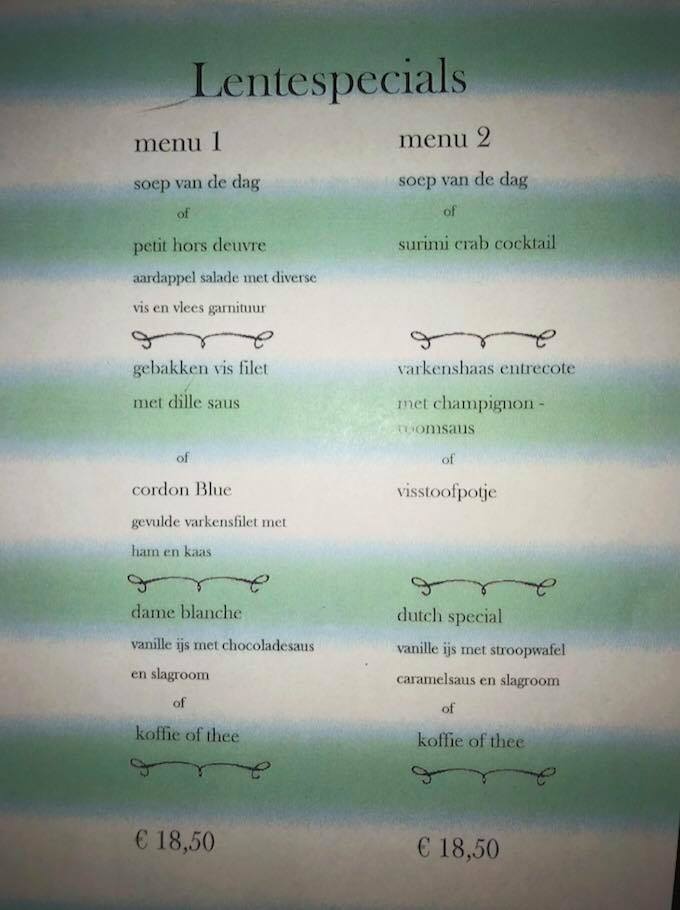 Lentespecials
menu 1
soep van de dag
of
petit hors deuvre
aardappel salade met diverse
vis en vlees garnituur
gebakken vis filet
met dille saus
of
cordon Blue
gevulde varkensfilet met
ham en kaas
dame blanche
vanille ijs met chocoladesaus
en slagroom
of
koffie of thee
€ 18,50
menu 2
soep van de dag
of
surimi crab cocktail
varkenshaas entrecote
met champignon -
roomsaus
of
visstoofpotje
dutch special
vanille ijs met stroopwafel
caramelsaus en slagroom
of
koffie of thee
€ 18,50